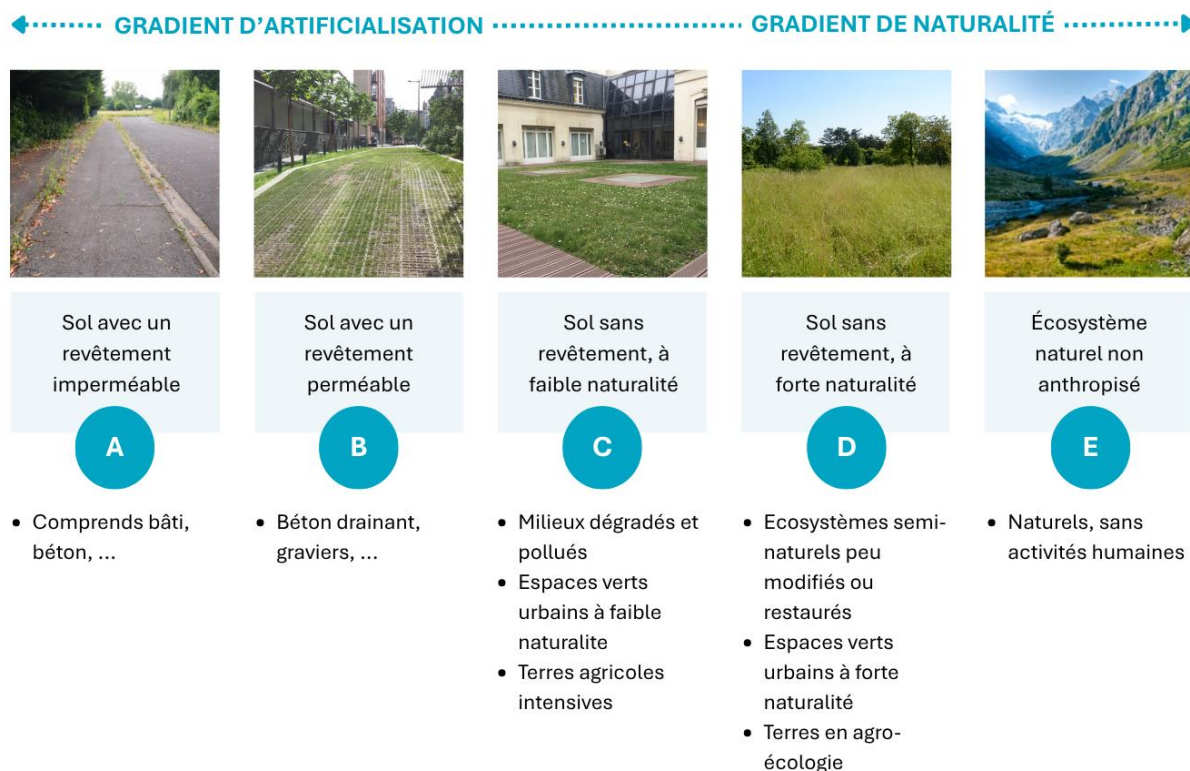 GRADIENT D'ARTIFICIALISATION
GRADIENT DE NATURALITÉ
Sol avec un
revêtement
imperméable
A
• Comprends bâti,
béton, ...
Sol avec un
revêtement
perméable
B
• Béton drainant,
graviers, ...
Sol sans
revêtement, à
faible naturalité
C
• Milieux dégradés et
pollués
• Espaces verts
urbains à faible
naturalite
• Terres agricoles
intensives
Sol sans
revêtement, à
forte naturalité
D
• Ecosystèmes semi-
naturels peu
modifiés ou
restaurés
• Espaces verts
urbains à forte
naturalité
• Terres en agro-
écologie
Écosystème
naturel non
anthropisé
E
• Naturels, sans
activités humaines